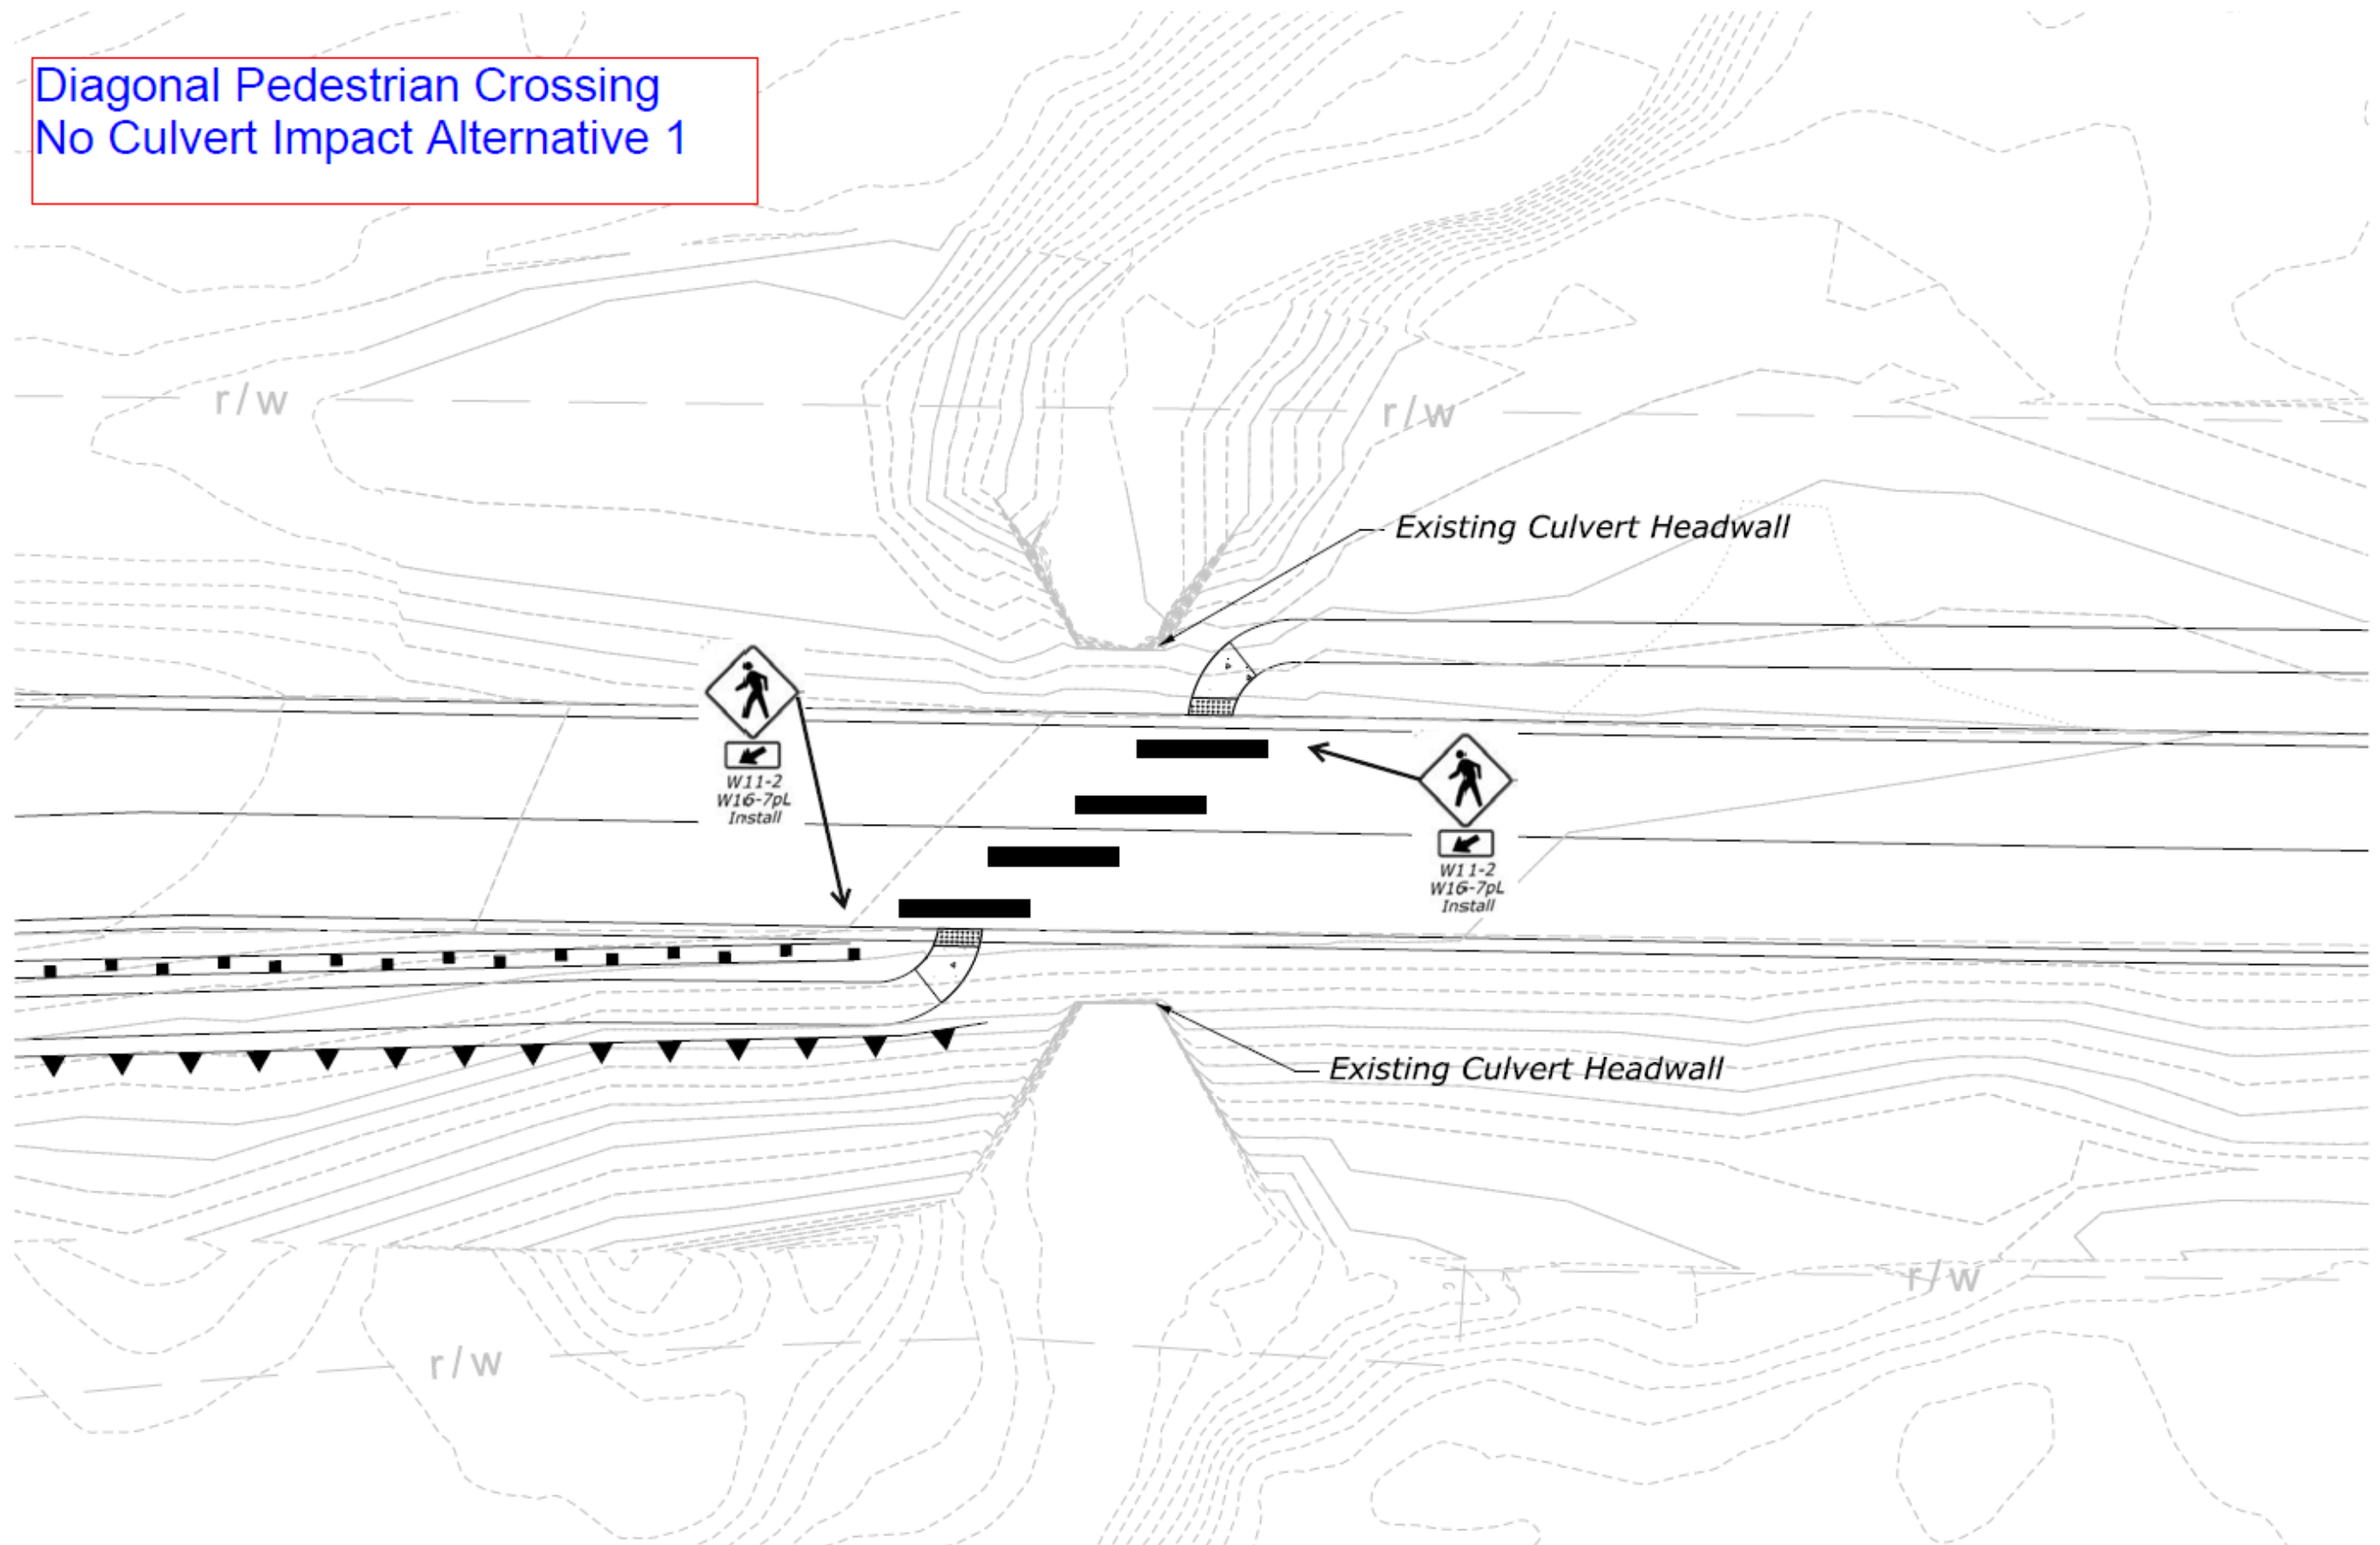 Diagonal Pedestrian Crossing
No Culvert Impact Alternative 1
r/w
r/w
Existing Culvert Headwall
W11-2
W16-7pL
Install
W11-2
W16-7pL
Install
Existing Culvert Headwall
r/w
r/w